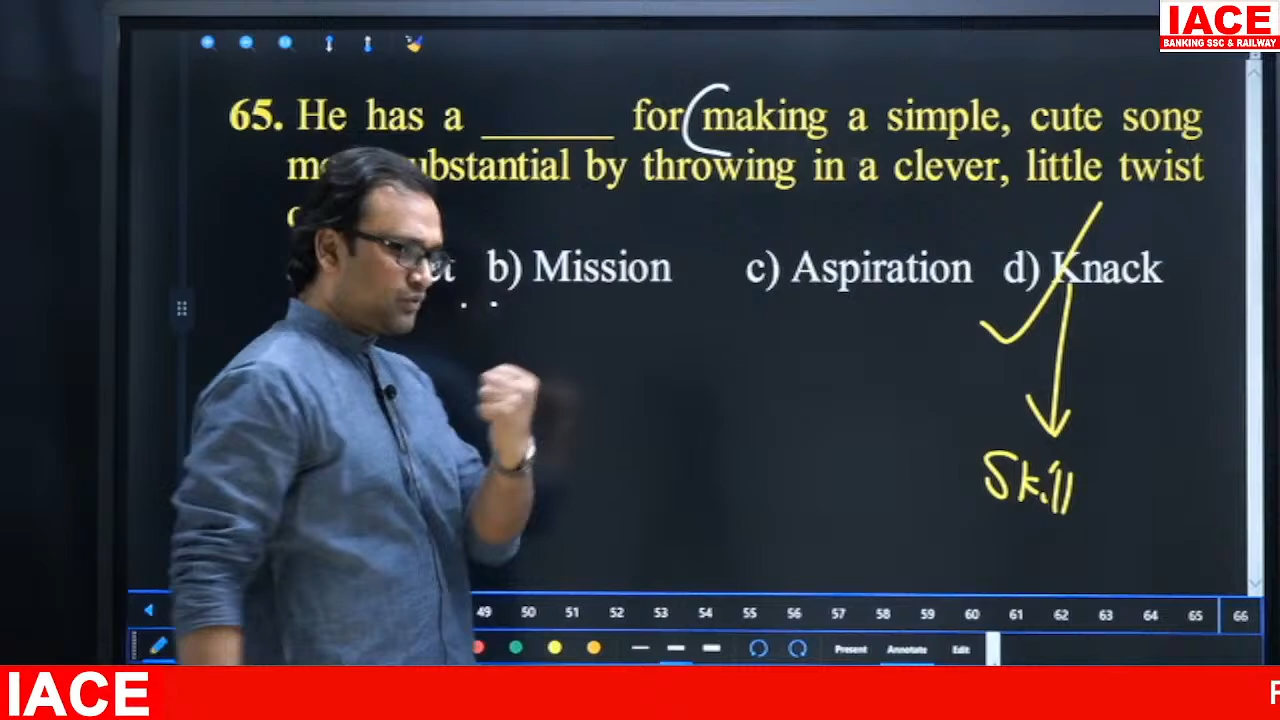 IACE
BANKING SSC & RAILWAY
65. He has a ______ for making a simple, cute song
substantial by throwing in a clever, little twist
b) Mission c) Aspiration d) Knack
Skill
49 50 51 52 53 54 55 56 57 58 59 60 61 62 63 64 65 66
Present Annotate Edit
IACE